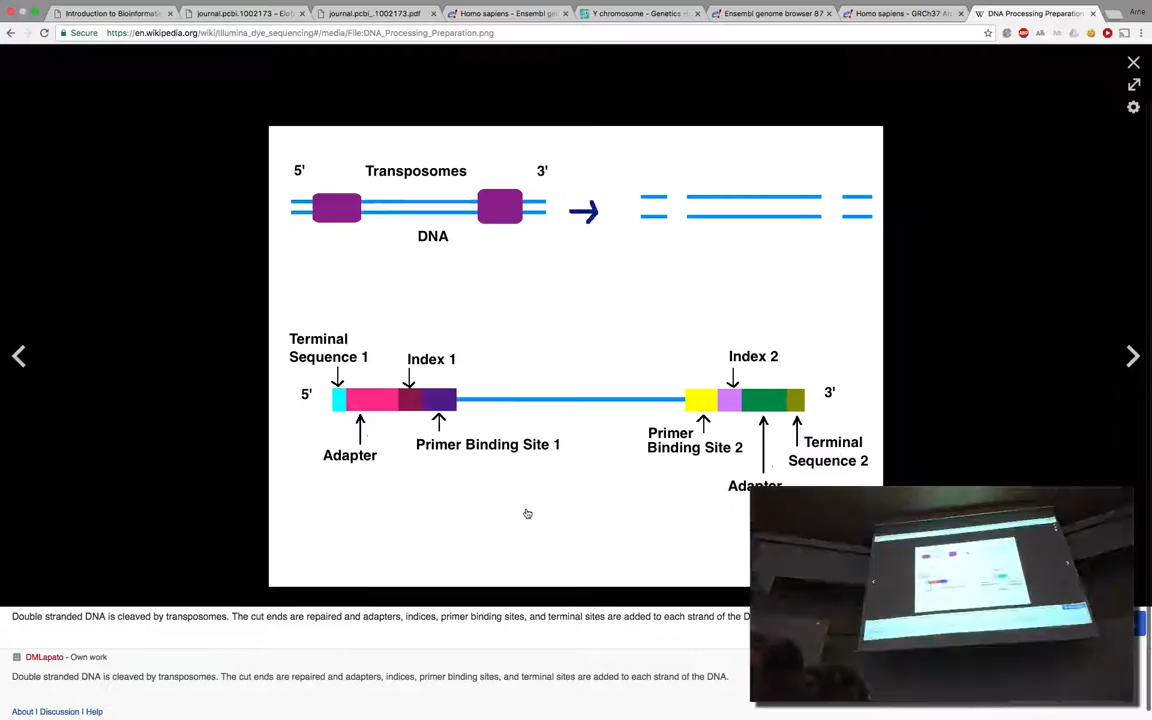 Introduction to Bioinformati
journal.pcbi.1002173 – Elof
journal.pcbi_.1002173.pdf
Homo sapiens - Ensembl ge
Y chromosome - Genetics H
Ensembl genome browser 87
Homo sapiens - GRCh37 Ar
DNA Processing Preparation
Arne
Secure https://en.wikipedia.org/wiki/Illumina_dye_sequencing#/media/File:DNA_Processing_Preparation.png
5' Transposomes 3'
DNA
Terminal
Sequence 1
Index 1
Index 2
5'
3'
Adapter
Primer Binding Site 1
Primer
Binding Site 2
Terminal
Sequence 2
Adapter
Double stranded DNA is cleaved by transposomes. The cut ends are repaired and adapters, indices, primer binding sites, and terminal sites are added to each strand of the D
DMLapato - Own work
Double stranded DNA is cleaved by transposomes. The cut ends are repaired and adapters, indices, primer binding sites, and terminal sites are added to each strand of the DNA.
About | Discussion | Help